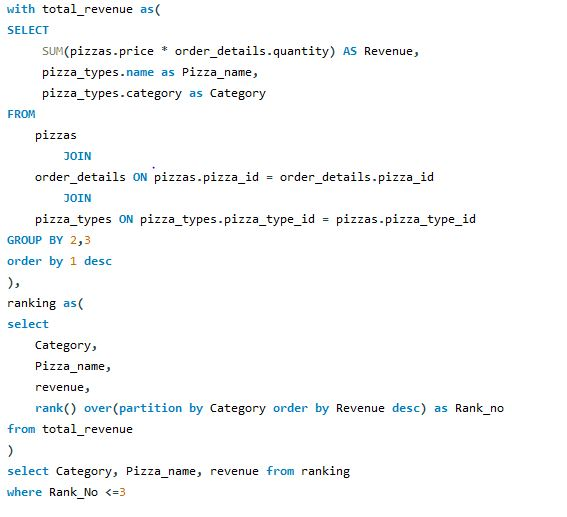 with total_revenue as(
SELECT
SUM(pizzas.price * order_details.quantity) AS Revenue,
pizza_types.name as Pizza_name,
pizza_types.category as Category
FROM
pizzas
JOIN
order_details ON pizzas.pizza_id = order_details.pizza_id
JOIN
pizza_types ON pizza_types.pizza_type_id = pizzas.pizza_type_id
GROUP BY 2,3
order by 1 desc
),
ranking as(
select
Category,
Pizza_name,
revenue,
rank() over(partition by Category order by Revenue desc) as Rank_no
from total_revenue
)
select Category, Pizza_name, revenue from ranking
where Rank_No <=3